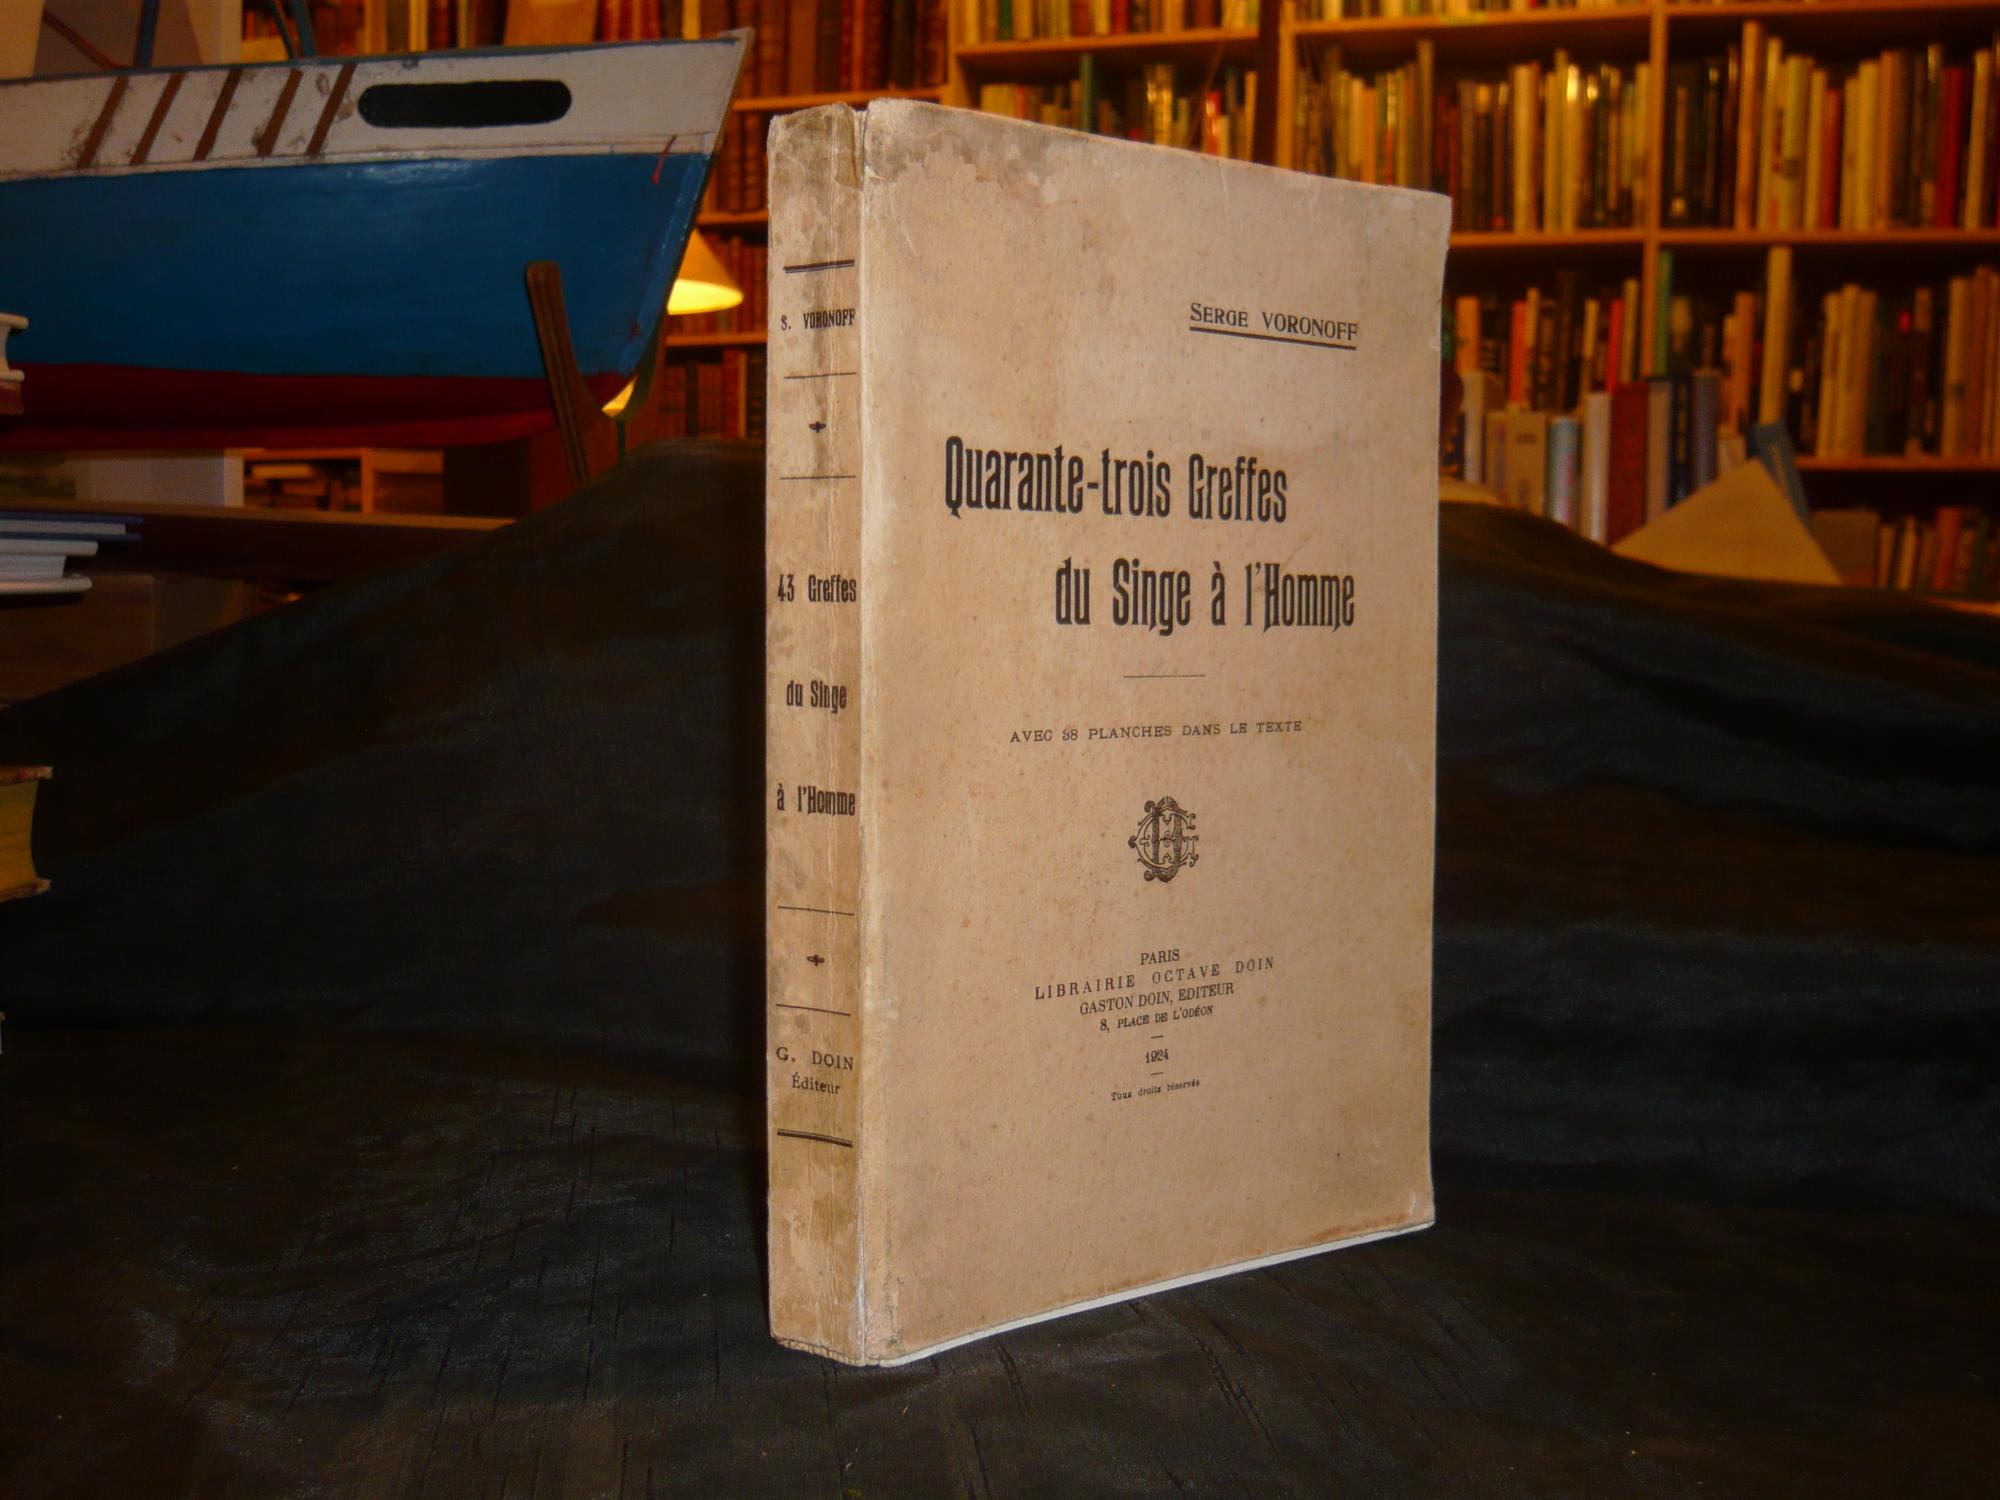 S. VORONOFF
43 Greffes
du Singe
à l'Homme
G. DOIN
Éditeur
SERGE VORONOFF
Quarante-trois Greffes
du Singe à l'Homme
AVEC 38 PLANCHES DANS LE TEXTE
PARIS
LIBRAIRIE OCTAVE DOIN
GASTON DOIN, EDITEUR
8, PLACE DE L'ODÉON
1924
Tous droits réservés